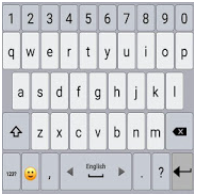 1 2 3 4 5 6 7 8 9 0
q w e r t y u i o p
a s d f g h j k l
z x c v b n m
, English . ?